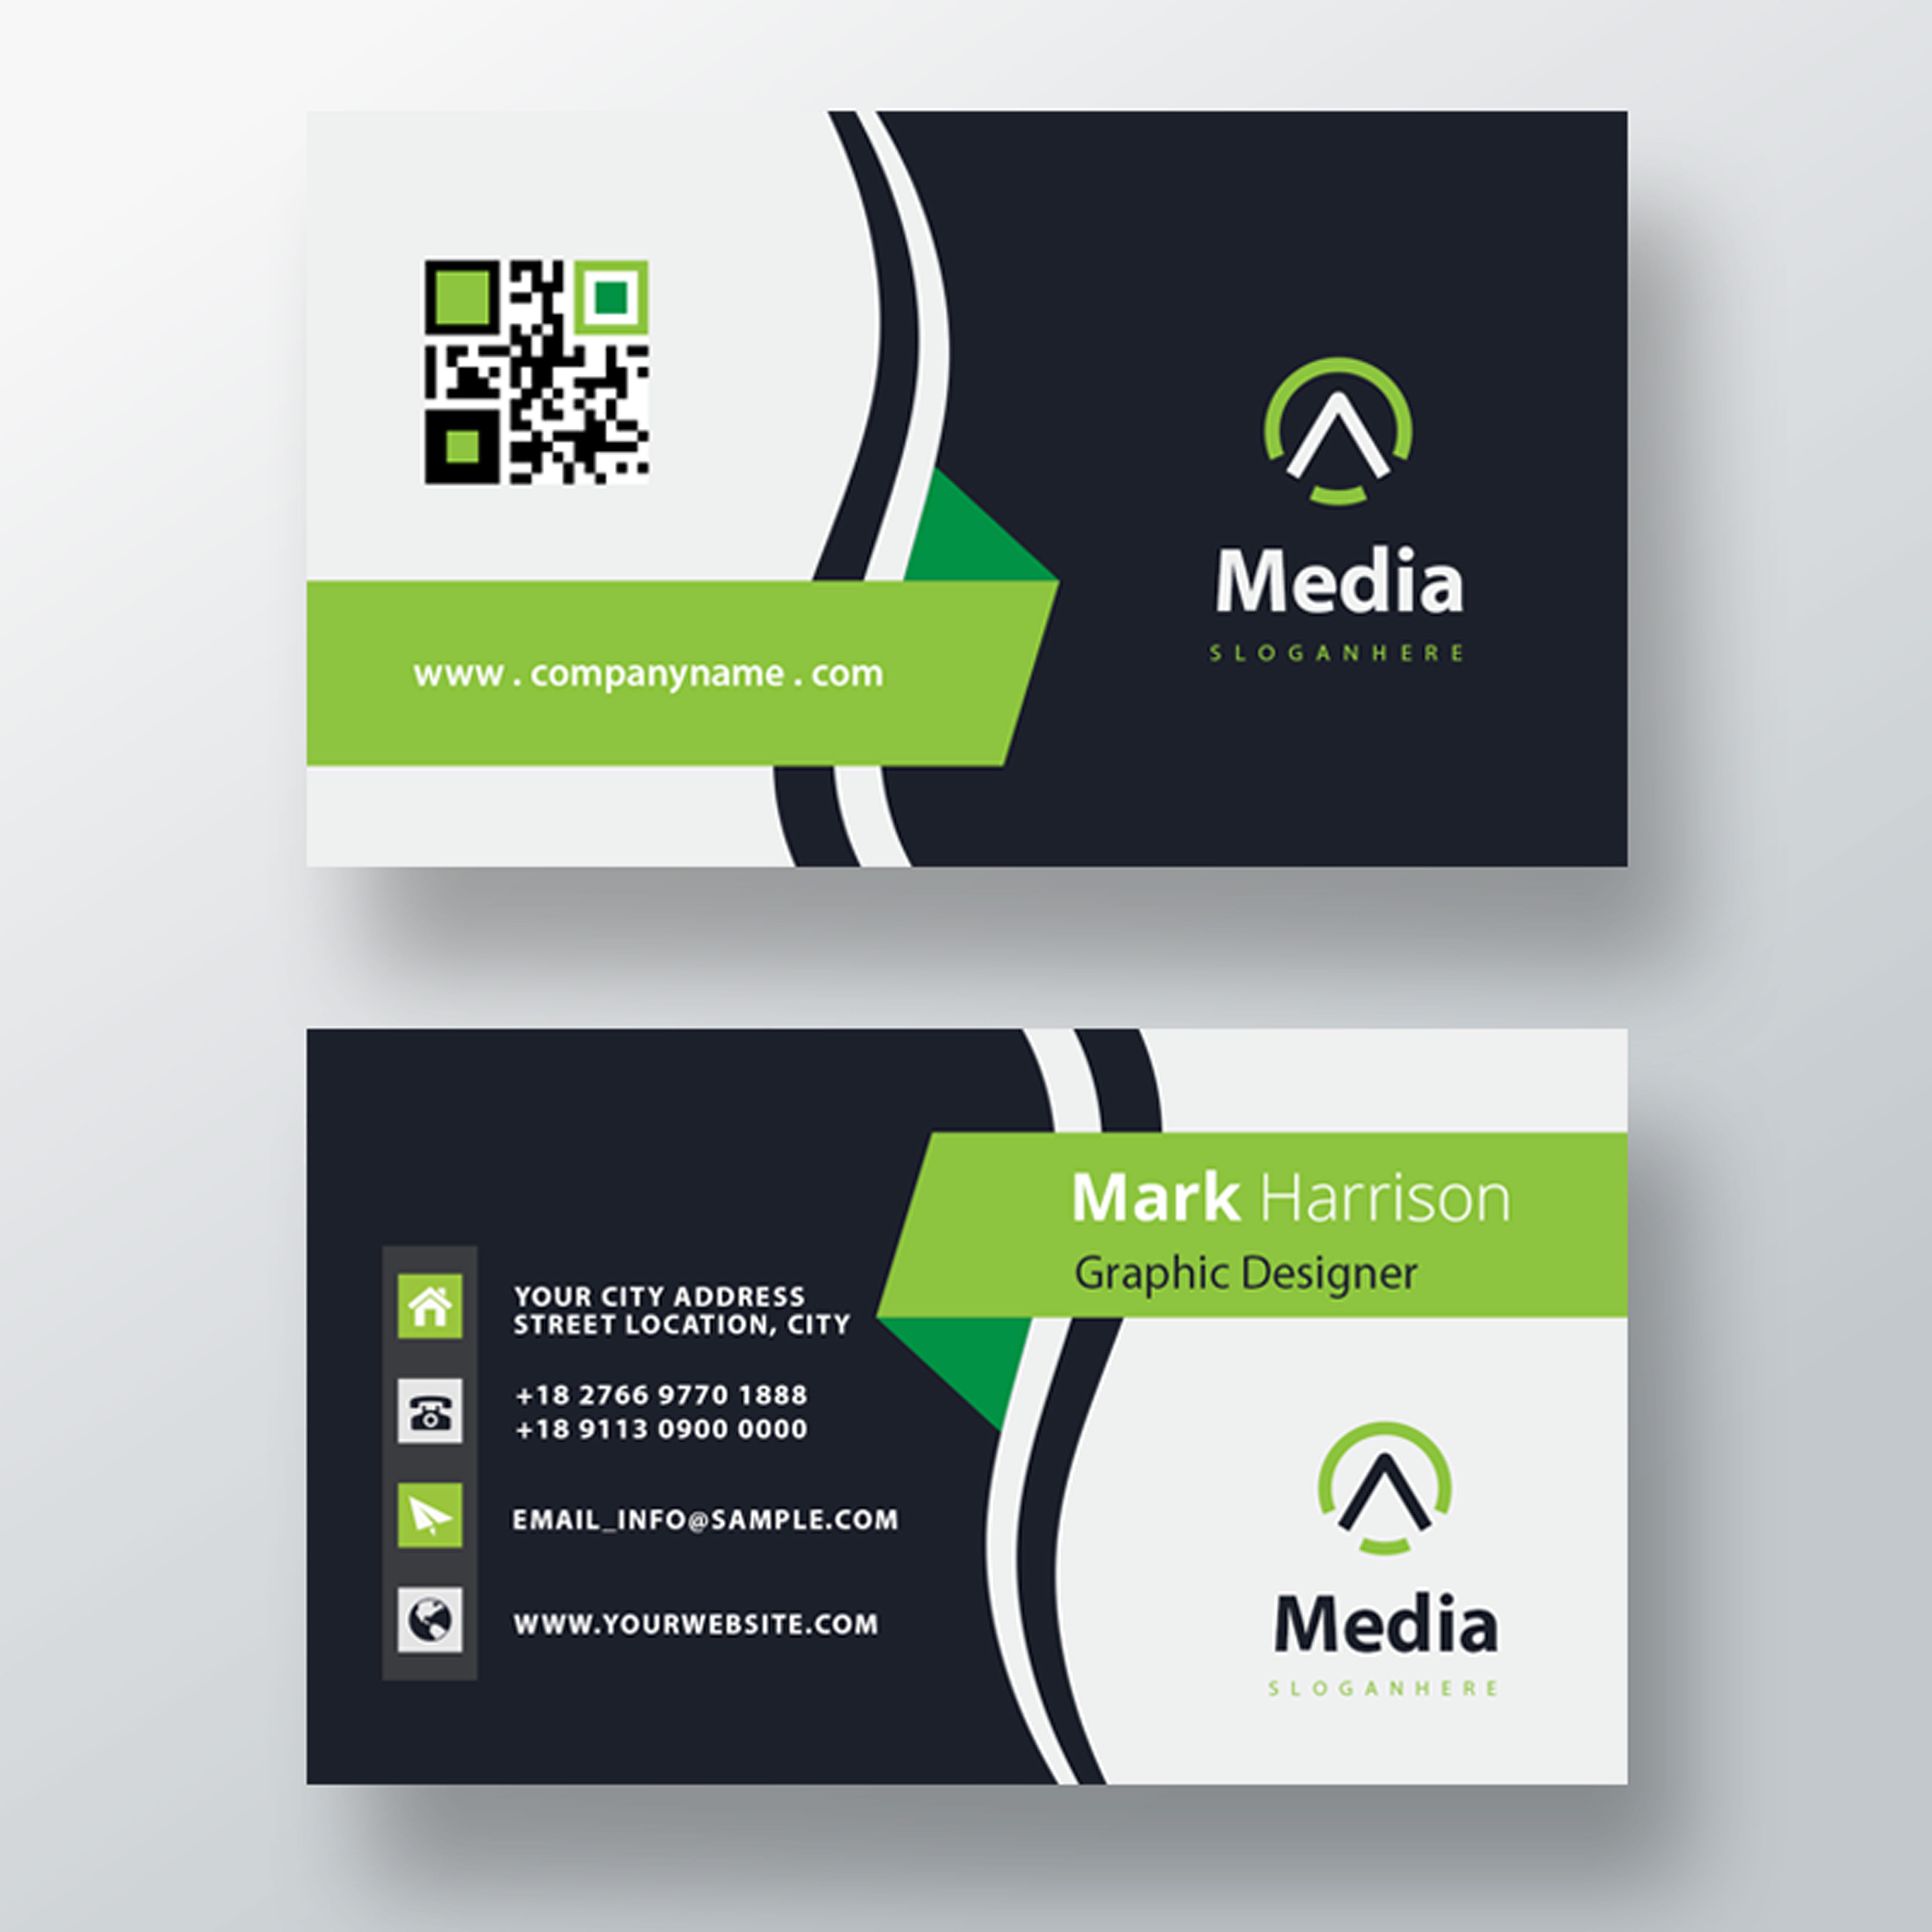 www . companyname . com
Media
SLOGANHERE
Mark Harrison
Graphic Designer
YOUR CITY ADDRESS
STREET LOCATION, CITY
+18 2766 9770 1888
+18 9113 0900 0000
EMAIL_INFO@SAMPLE.COM
WWW.YOURWEBSITE.COM
Media
SLOGANHERE